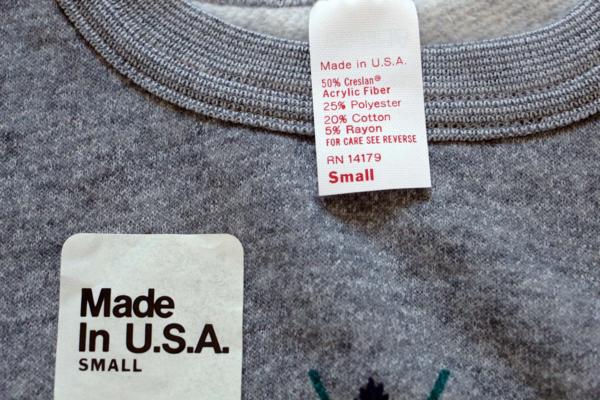 Made in U.S.A.
50% Creslan®
Acrylic Fiber
25% Polyester
20% Cotton
5% Rayon
FOR CARE SEE REVERSE
RN 14179
Small
Made
In U.S.A.
SMALL